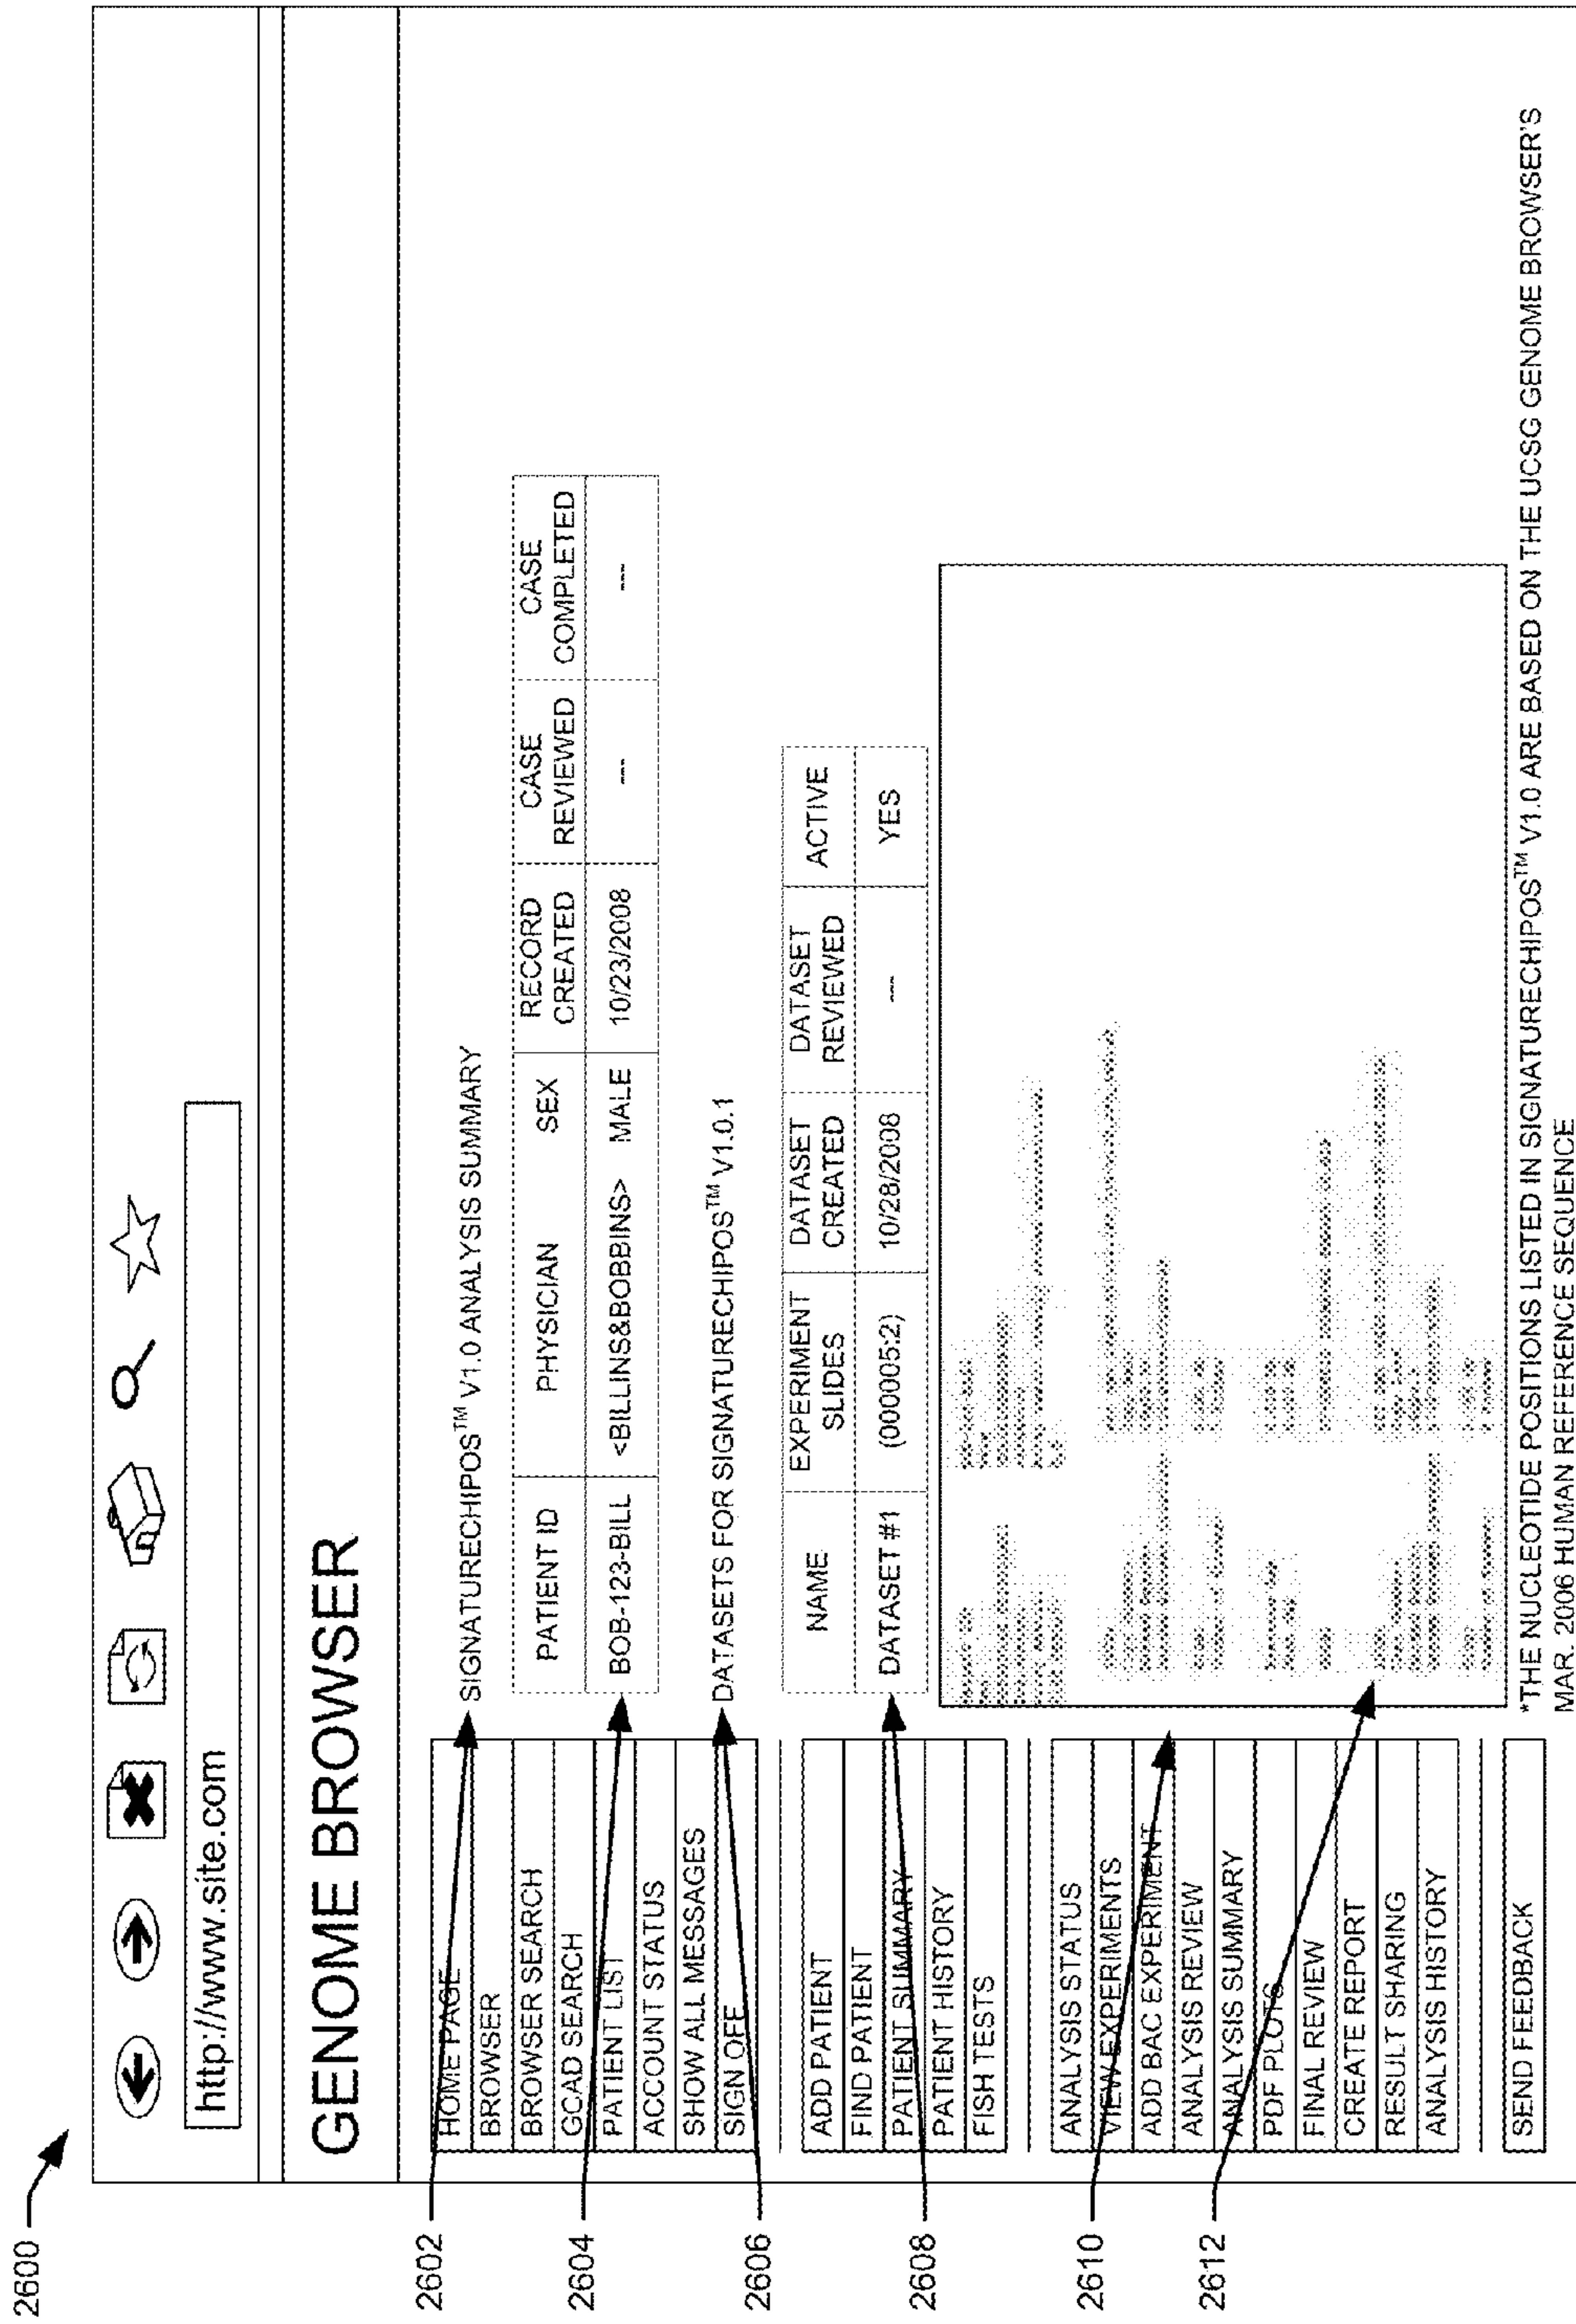 2600
http://www.site.com
GENOME BROWSER
2602
2604
2606
2608
2610
2612
HOME PAGE
BROWSER
BROWSER SEARCH
GCAD SEARCH
PATIENT LIST
ACCOUNT STATUS
SHOW ALL MESSAGES
SIGN OFF
ADD PATIENT
FIND PATIENT
PATIENT SUMMARY
PATIENT HISTORY
FISH TESTS
ANALYSIS STATUS
VIEW EXPERIMENTS
ADD BAC EXPERIMENT
ANALYSIS REVIEW
ANALYSIS SUMMARY
PDF PLOTS
FINAL REVIEW
CREATE REPORT
RESULT SHARING
ANALYSIS HISTORY
SEND FEEDBACK
SIGNATURECHIPOS™ V1.0 ANALYSIS SUMMARY
PATIENT ID PHYSICIAN SEX RECORD CREATED CASE REVIEWED CASE COMPLETED
BOB-123-BILL <BILLINS&BOBBINS> MALE 10/23/2008 --- ---
DATASETS FOR SIGNATURECHIPOS™ V1.0.1
NAME EXPERIMENT SLIDES DATASET CREATED DATASET REVIEWED ACTIVE
DATASET #1 (000005:2) 10/28/2008 --- YES
*THE NUCLEOTIDE POSITIONS LISTED IN SIGNATURECHIPOS™ V1.0 ARE BASED ON THE UCSG GENOME BROWSER'S
MAR. 2006 HUMAN REFERENCE SEQUENCE